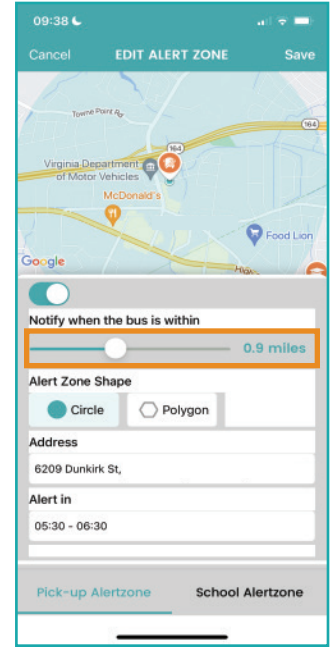 09:38
Cancel EDIT ALERT ZONE Save
Towne Point Rd
164
164
Virginia Department
of Motor Vehicles
McDonald's
Food Lion
Google
Notify when the bus is within
0.9 miles
Alert Zone Shape
Circle Polygon
Address
6209 Dunkirk St,
Alert in
05:30 - 06:30
Pick-up Alertzone School Alertzone